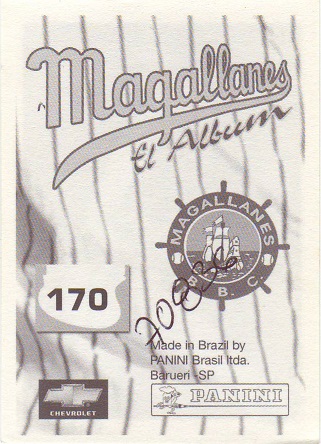 Magallanes
El Album
MAGALLANES
B. B. C.
170
Made in Brazil by
PANINI Brasil ltda.
Barueri -SP
CHEVROLET
PANINI